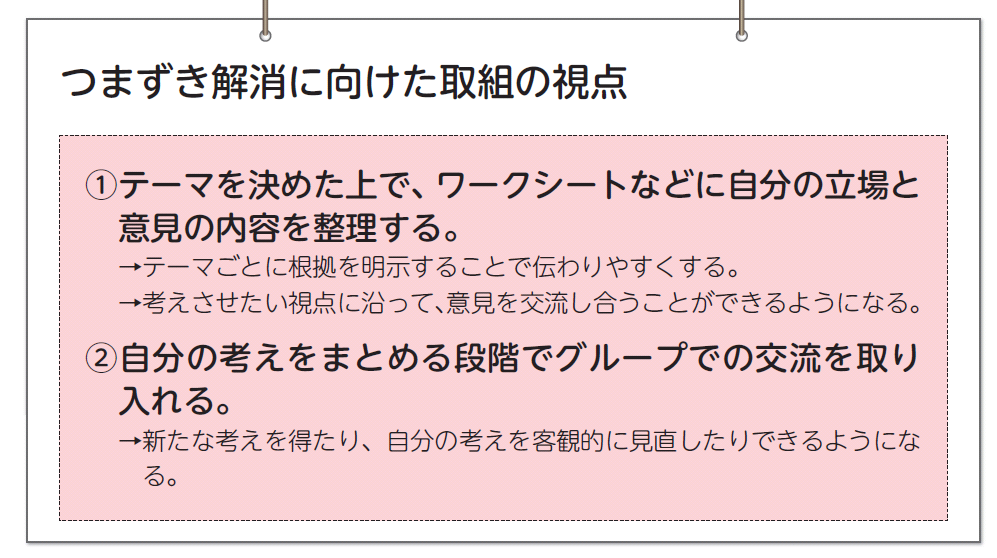 つまずき解消に向けた取組の視点
①テーマを決めた上で、ワークシートなどに自分の立場と
意見の内容を整理する。
→テーマごとに根拠を明示することで伝わりやすくする。
→考えさせたい視点に沿って、意見を交流し合うことができるようになる。
②自分の考えをまとめる段階でグループでの交流を取り
入れる。
→新たな考えを得たり、自分の考えを客観的に見直したりできるようにな
る。